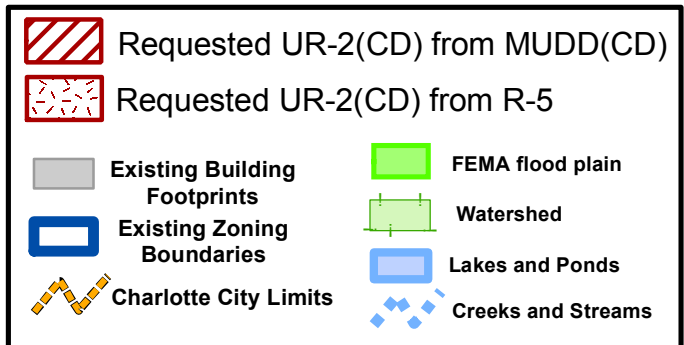 Requested UR-2(CD) from MUDD(CD)
Requested UR-2(CD) from R-5
Existing Building
Footprints
Existing Zoning
Boundaries
Charlotte City Limits
FEMA flood plain
Watershed
Lakes and Ponds
Creeks and Streams